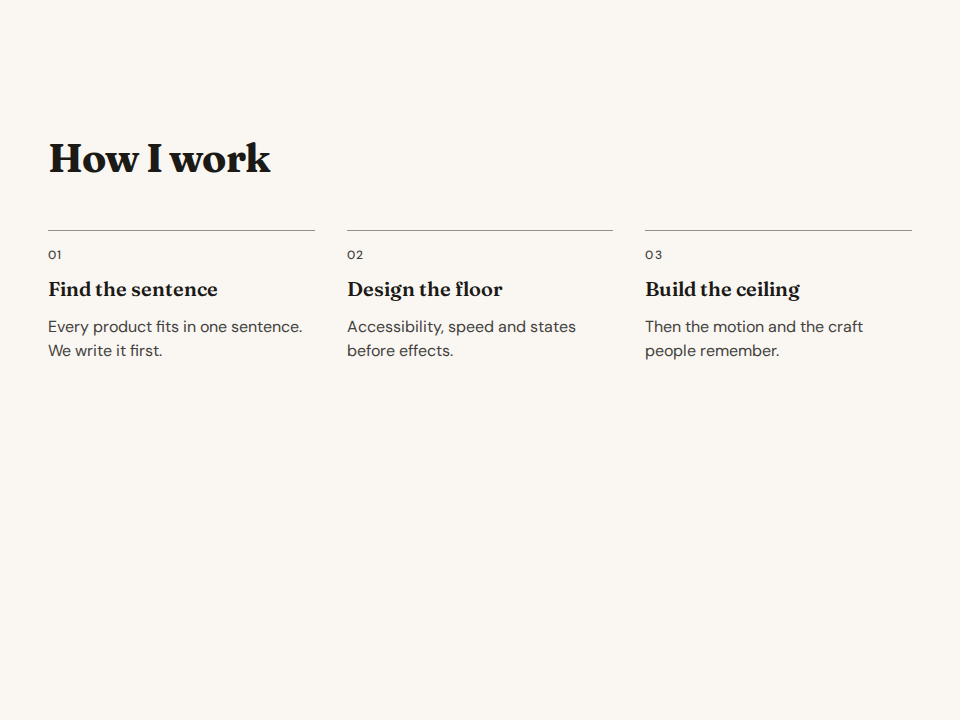 How I work
01
Find the sentence
Every product fits in one sentence.
We write it first.
02
Design the floor
Accessibility, speed and states
before effects.
03
Build the ceiling
Then the motion and the craft
people remember.